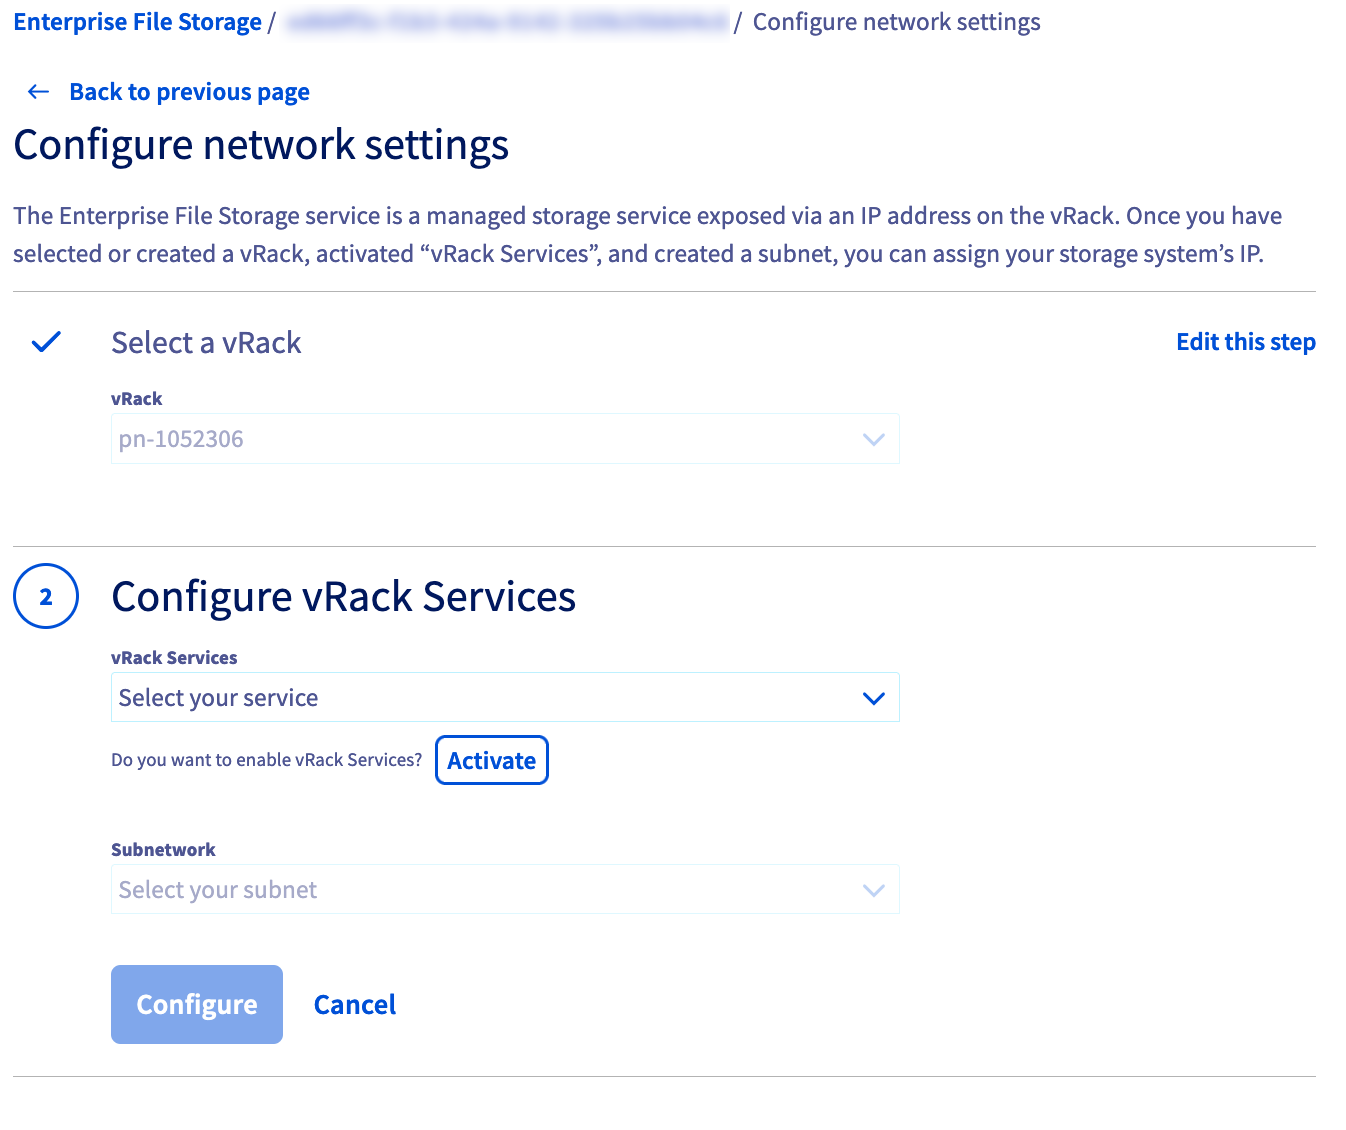 Enterprise File Storage / / Configure network settings
← Back to previous page
Configure network settings
The Enterprise File Storage service is a managed storage service exposed via an IP address on the vRack. Once you have
selected or created a vRack, activated “vRack Services”, and created a subnet, you can assign your storage system’s IP.
Select a vRack
Edit this step
vRack
pn-1052306
2 Configure vRack Services
vRack Services
Select your service
Do you want to enable vRack Services? Activate
Subnetwork
Select your subnet
Configure Cancel